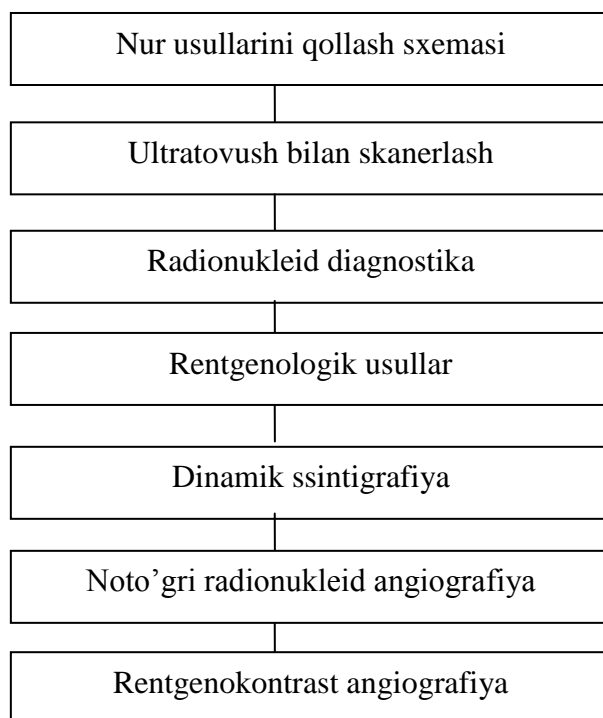 Nur usullarini qollash sxemasi
Ultratovush bilan skanerlash
Radionukleid diagnostika
Rentgenologik usullar
Dinamik ssintigrafiya
Noto’gri radionukleid angiografiya
Rentgenokontrast angiografiya